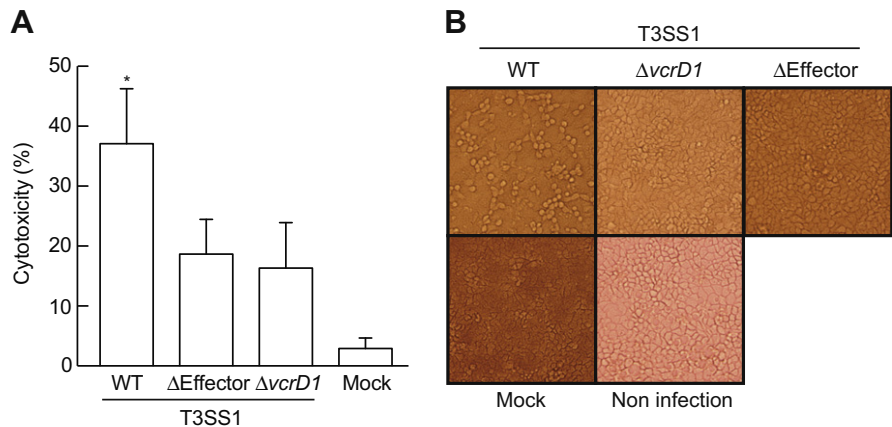 A
Cytotoxicity (%)
50
40
30
20
10
0
*
WT
ΔEffector
ΔvcrD1
Mock
T3SS1
B
T3SS1
WT
ΔvcrD1
ΔEffector
Mock
Non infection